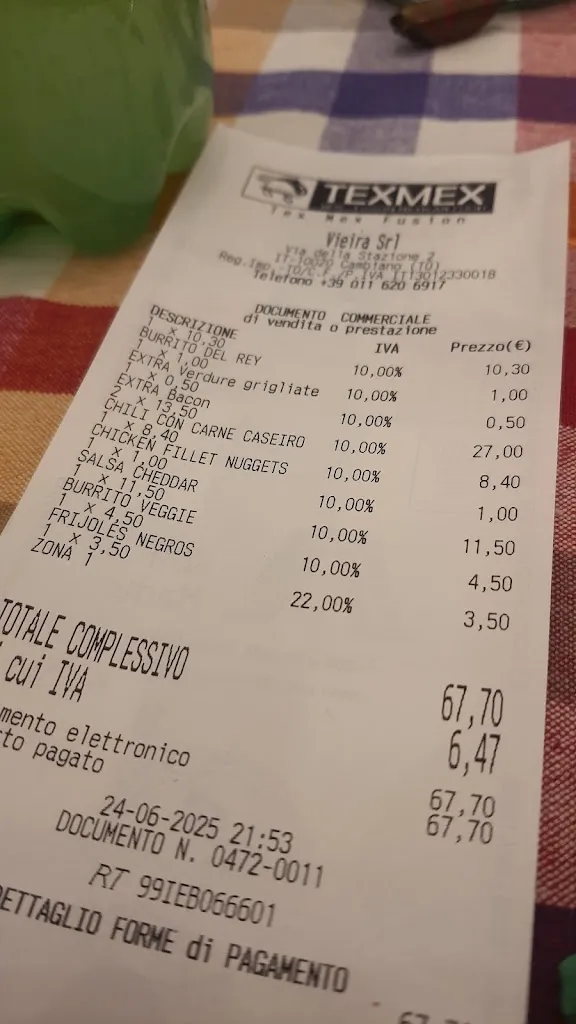 TEXMEX
Tex Mex Fusion
Vieira Srl
Via della Stazione 2
IT-10020 Cambiano (TO)
Reg.Imp. TO/C.F./P.IVA IT13012330018
Telefono +39 011 620 6917
DOCUMENTO COMMERCIALE
di vendita o prestazione
DESCRIZIONE IVA Prezzo(€)
1 x 10,30
BURRITO DEL REY 10,00% 10,30
1 x 1,00
EXTRA Verdure grigliate 10,00% 1,00
1 x 0,50
EXTRA Bacon 10,00% 0,50
2 x 13,50
CHILI CON CARNE CASEIRO 10,00% 27,00
1 x 8,40
CHICKEN FILLET NUGGETS 10,00% 8,40
1 x 1,00
SALSA CHEDDAR 10,00% 1,00
1 x 11,50
BURRITO VEGGIE 10,00% 11,50
1 x 4,50
FRIJOLES NEGROS 10,00% 4,50
1 x 3,50
ZONA 1 22,00% 3,50
TOTALE COMPLESSIVO 67,70
i cui IVA 6,47
mento elettronico 67,70
to pagato 67,70
24-06-2025 21:53
DOCUMENTO N. 0472-0011
RT 99IEB066601
DETTAGLIO FORME di PAGAMENTO